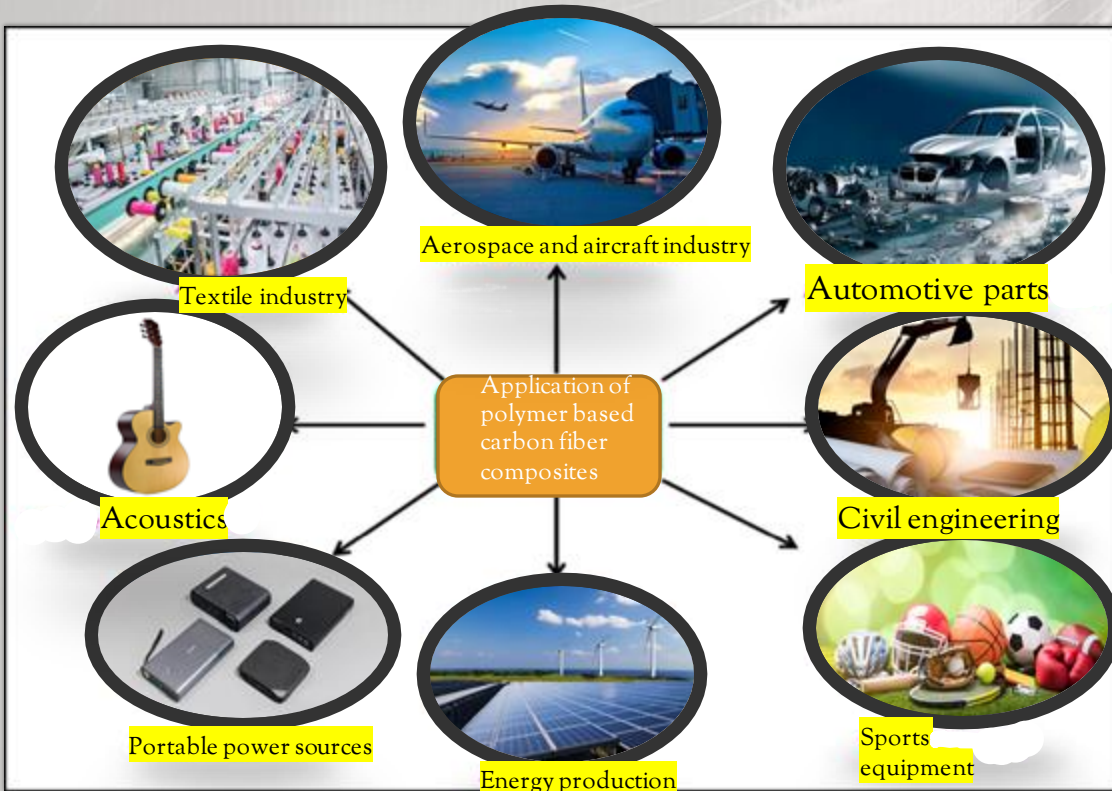 Aerospace and aircraft industry
Textile industry
Automotive parts
Application of
polymer based
carbon fiber
composites
Acoustics
Civil engineering
Portable power sources
Energy production
Sports
equipment